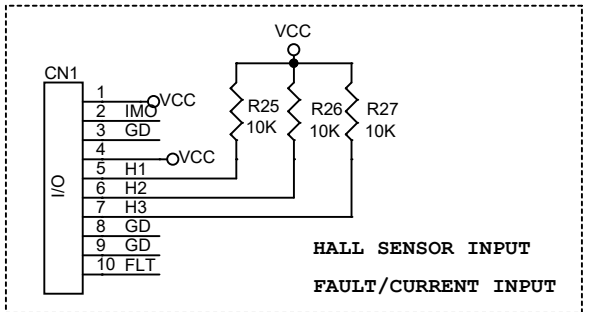 VCC
CN1
1
VCC
2 IMO
3 GD
4
VCC
5 H1
6 H2
7 H3
8 GD
9 GD
10 FLT
I/O
R25
10K
R26
10K
R27
10K
HALL SENSOR INPUT
FAULT/CURRENT INPUT